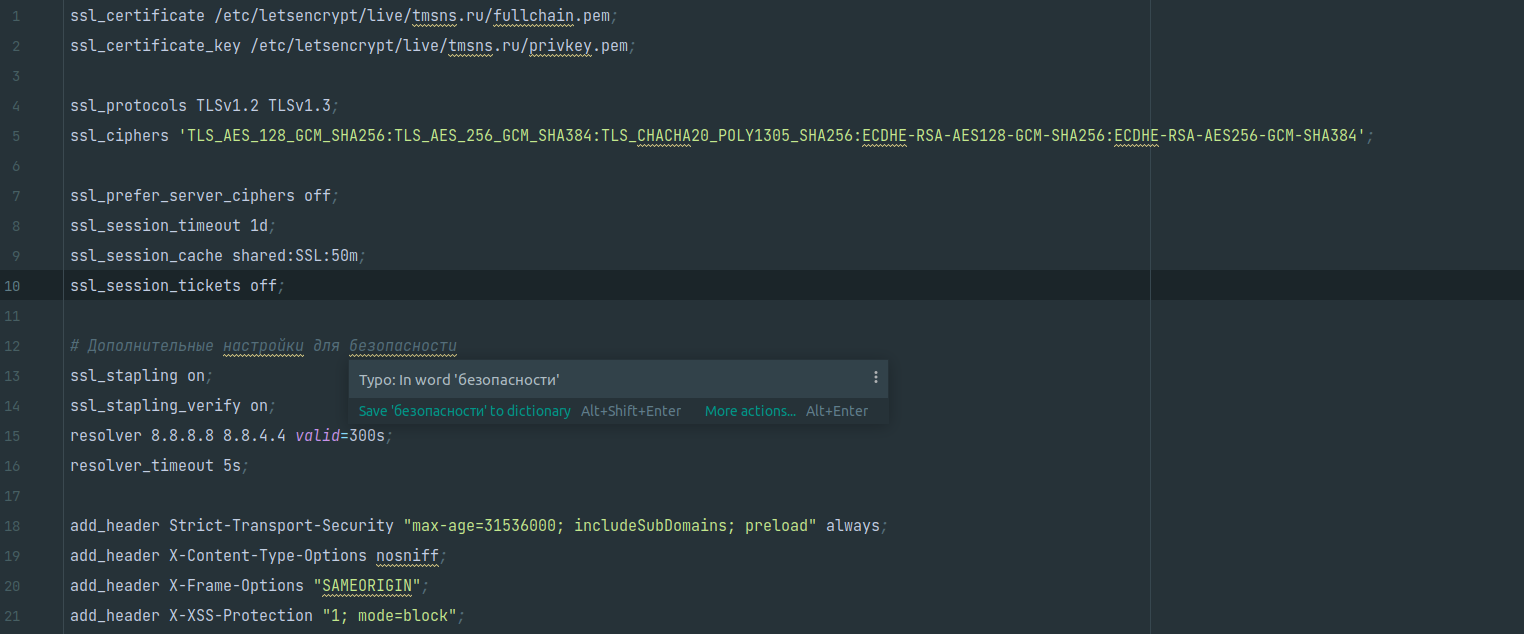 1 ssl_certificate /etc/letsencrypt/live/tmsns.ru/fullchain.pem;
2 ssl_certificate_key /etc/letsencrypt/live/tmsns.ru/privkey.pem;
3
4 ssl_protocols TLSv1.2 TLSv1.3;
5 ssl_ciphers 'TLS_AES_128_GCM_SHA256:TLS_AES_256_GCM_SHA384:TLS_CHACHA20_POLY1305_SHA256:ECDHE-RSA-AES128-GCM-SHA256:ECDHE-RSA-AES256-GCM-SHA384';
6
7 ssl_prefer_server_ciphers off;
8 ssl_session_timeout 1d;
9 ssl_session_cache shared:SSL:50m;
10 ssl_session_tickets off;
11
12 # Дополнительные настройки для безопасности
13 ssl_stapling on;
Typo: In word 'безопасности'
14 ssl_stapling_verify on;
Save 'безопасности' to dictionary Alt+Shift+Enter More actions... Alt+Enter
15 resolver 8.8.8.8 8.8.4.4 valid=300s;
16 resolver_timeout 5s;
17
18 add_header Strict-Transport-Security "max-age=31536000; includeSubDomains; preload" always;
19 add_header X-Content-Type-Options nosniff;
20 add_header X-Frame-Options "SAMEORIGIN";
21 add_header X-XSS-Protection "1; mode=block";